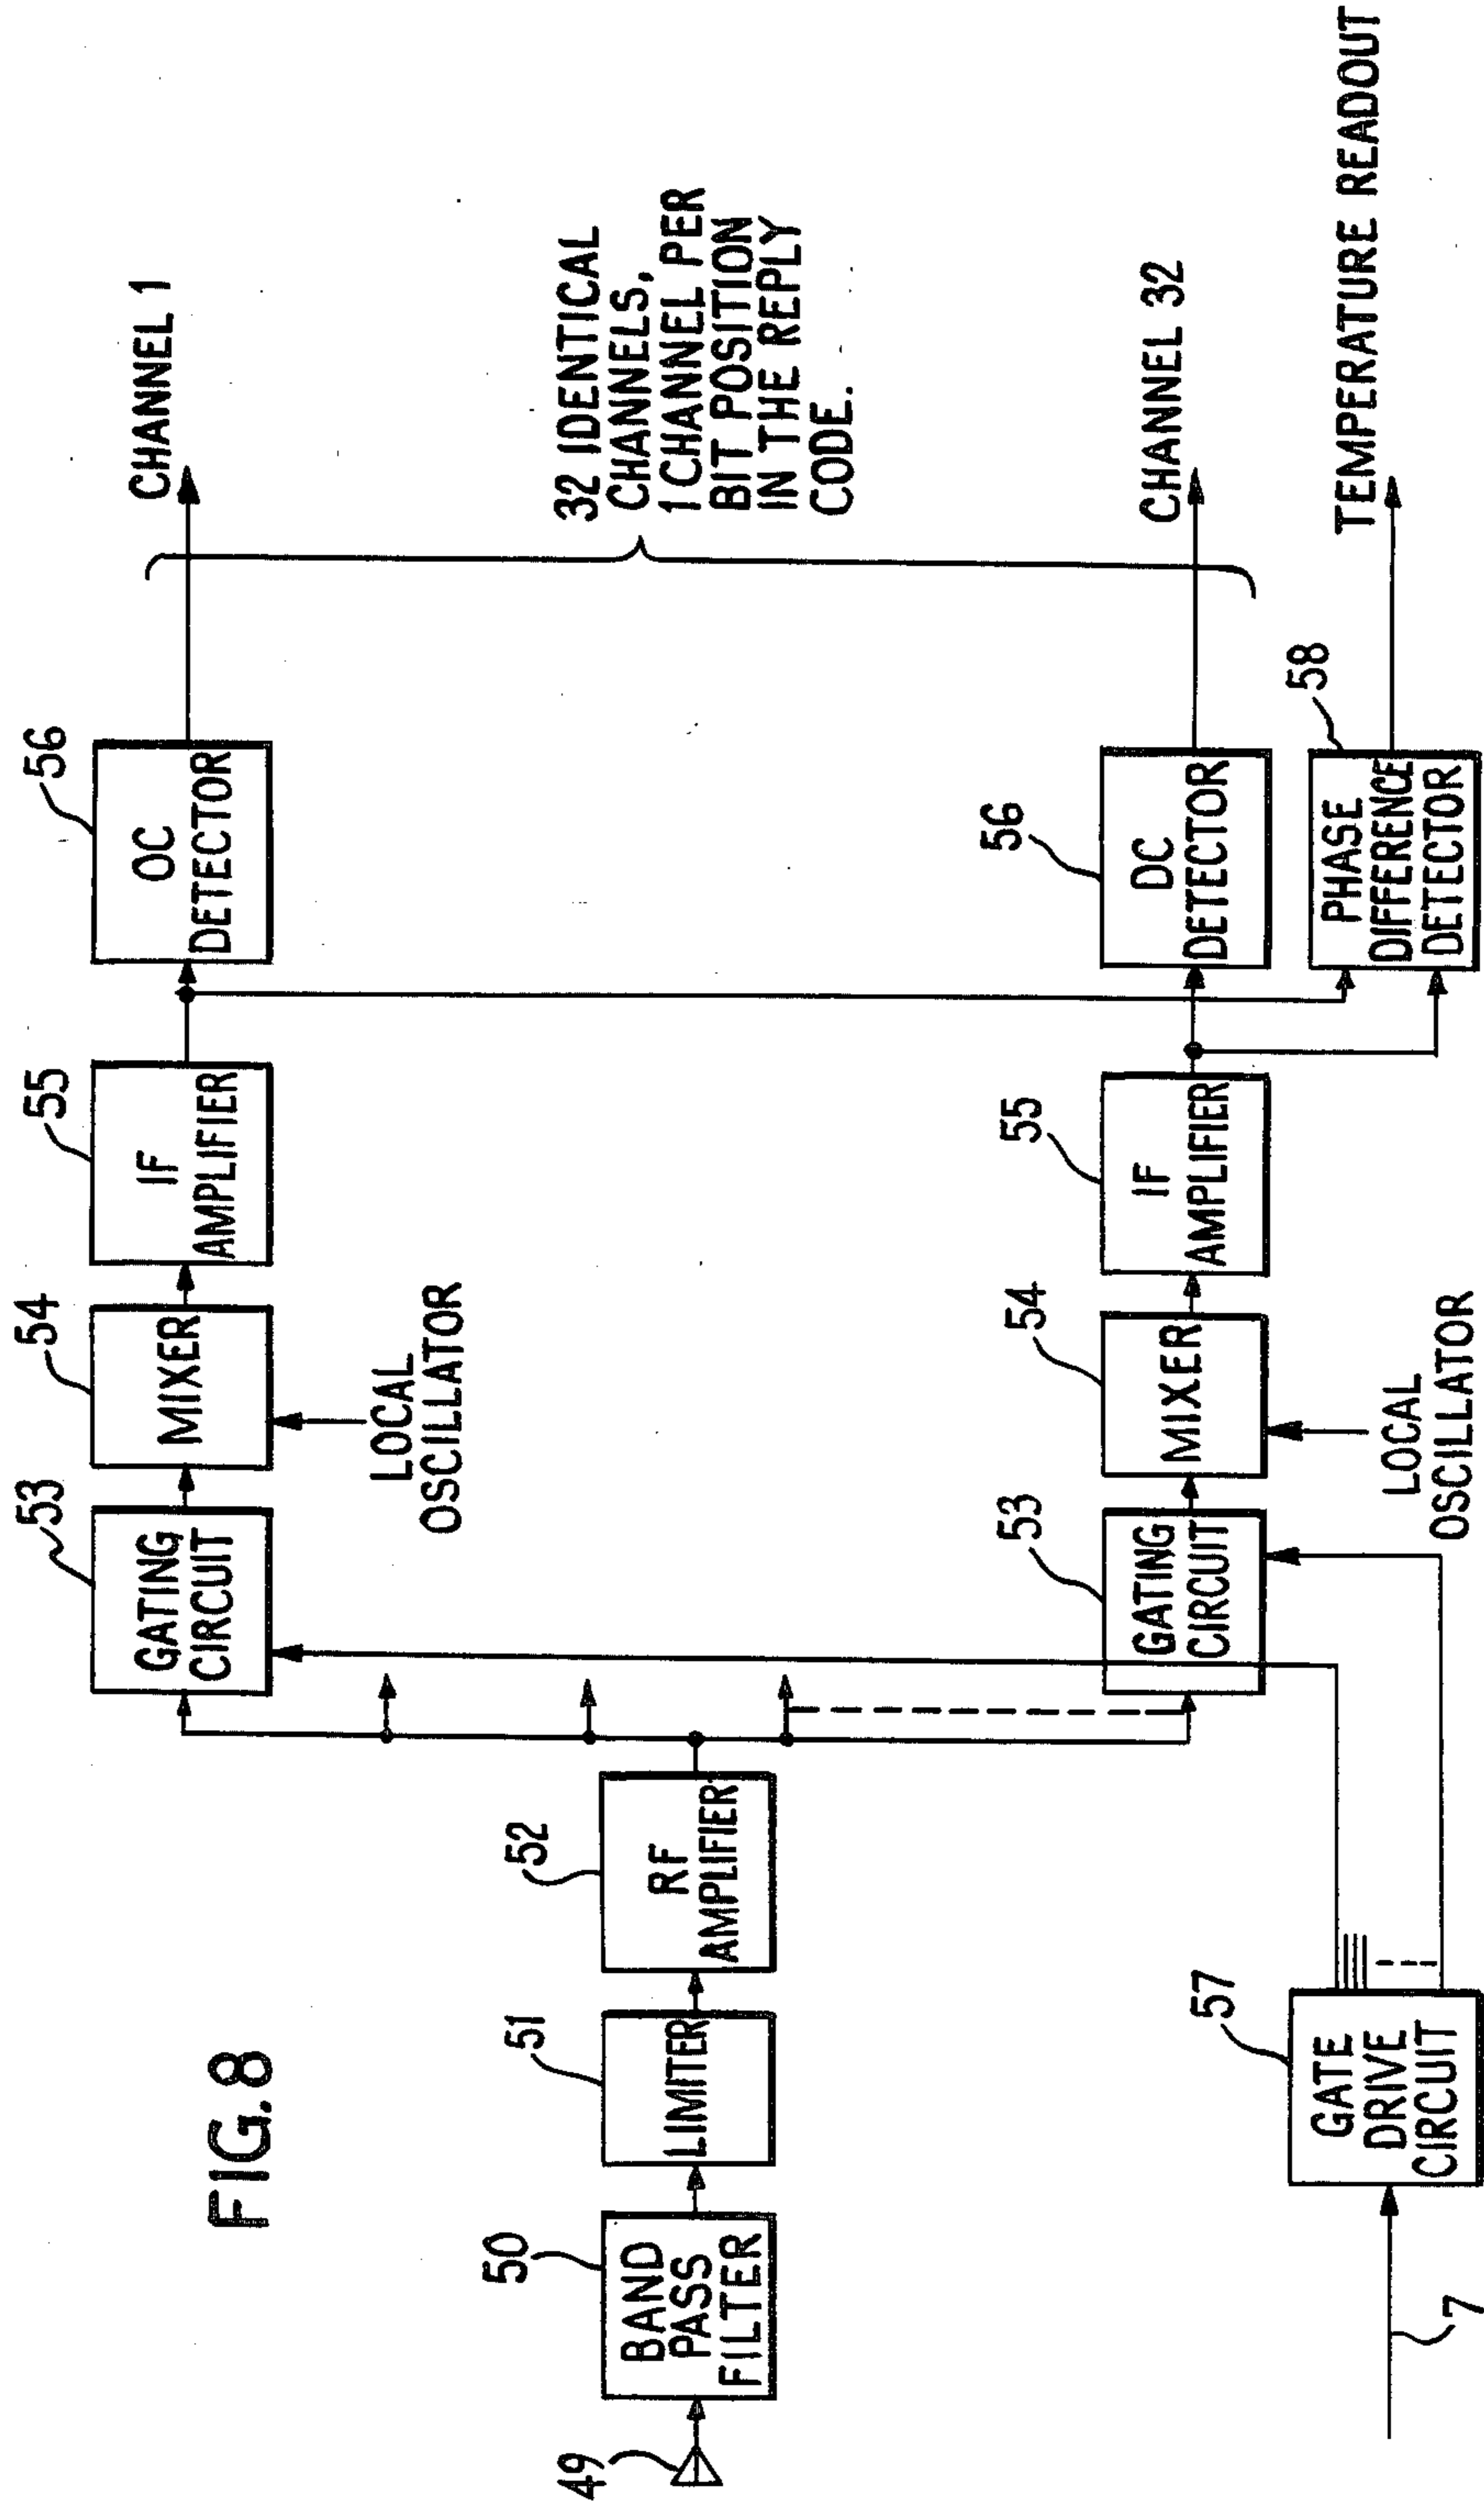 FIG.8
49
50
BAND
PASS
FILTER
51
LIMITER
52
RF
AMPLIFIER
53
GATING
CIRCUIT
54
MIXER
LOCAL
OSCILLATOR
55
IF
AMPLIFIER
56
OC
DETECTOR
CHANNEL 1
32 IDENTICAL
CHANNELS,
1 CHANNEL PER
BIT POSITION
IN THE REPLY
CODE.
53
GATING
CIRCUIT
54
MIXER
LOCAL
OSCILLATOR
55
IF
AMPLIFIER
56
DC
DETECTOR
CHANNEL 32
7
57
GATE
DRIVE
CIRCUIT
58
PHASE
DIFFERENCE
DETECTOR
TEMPERATURE READOUT